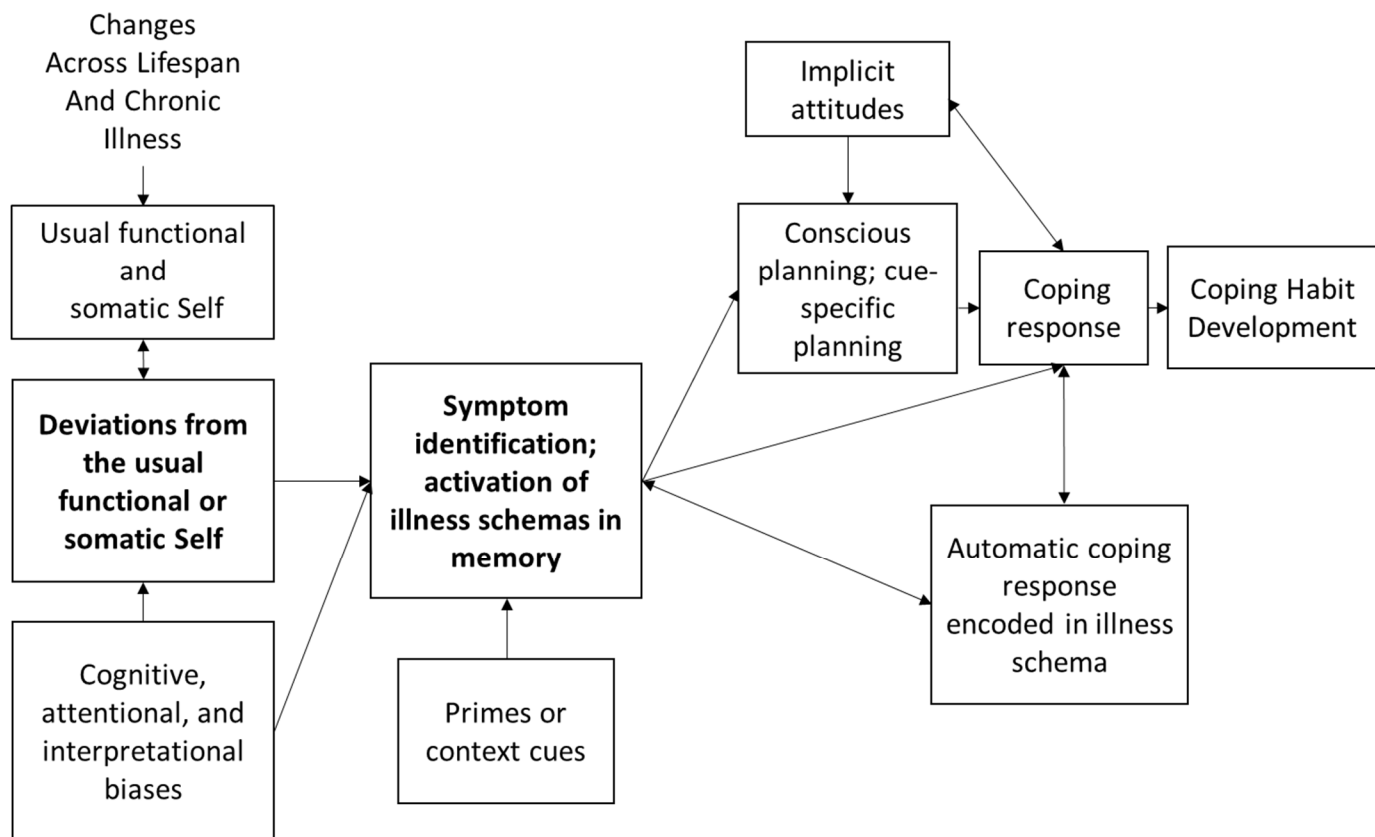 Changes
Across Lifespan
And Chronic
Illness
Usual functional
and
somatic Self
Deviations from
the usual
functional or
somatic Self
Cognitive,
attentional, and
interpretational
biases
Symptom
identification;
activation of
illness schemas in
memory
Primes or
context cues
Implicit
attitudes
Conscious
planning; cue-
specific
planning
Coping
response
Coping Habit
Development
Automatic coping
response
encoded in illness
schema